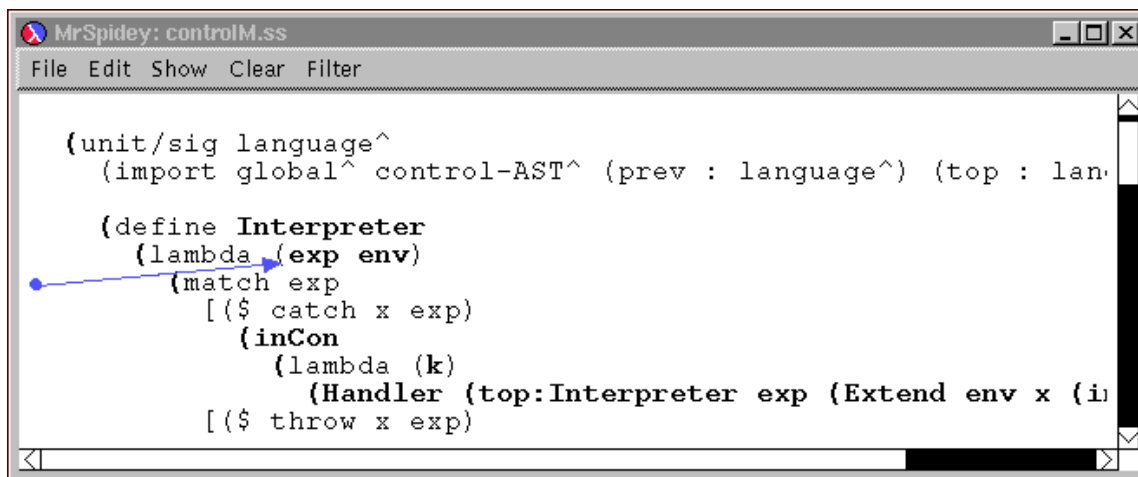 MrSpidey: controlM.ss
File Edit Show Clear Filter
(unit/sig language^
(import global^ control-AST^ (prev : language^) (top :
(define Interpreter
(lambda (exp env)
(match exp
[($ catch x exp)
(inCon
(lambda (k)
(Handler (top:Interpreter exp (Extend env x
[($ throw x exp)